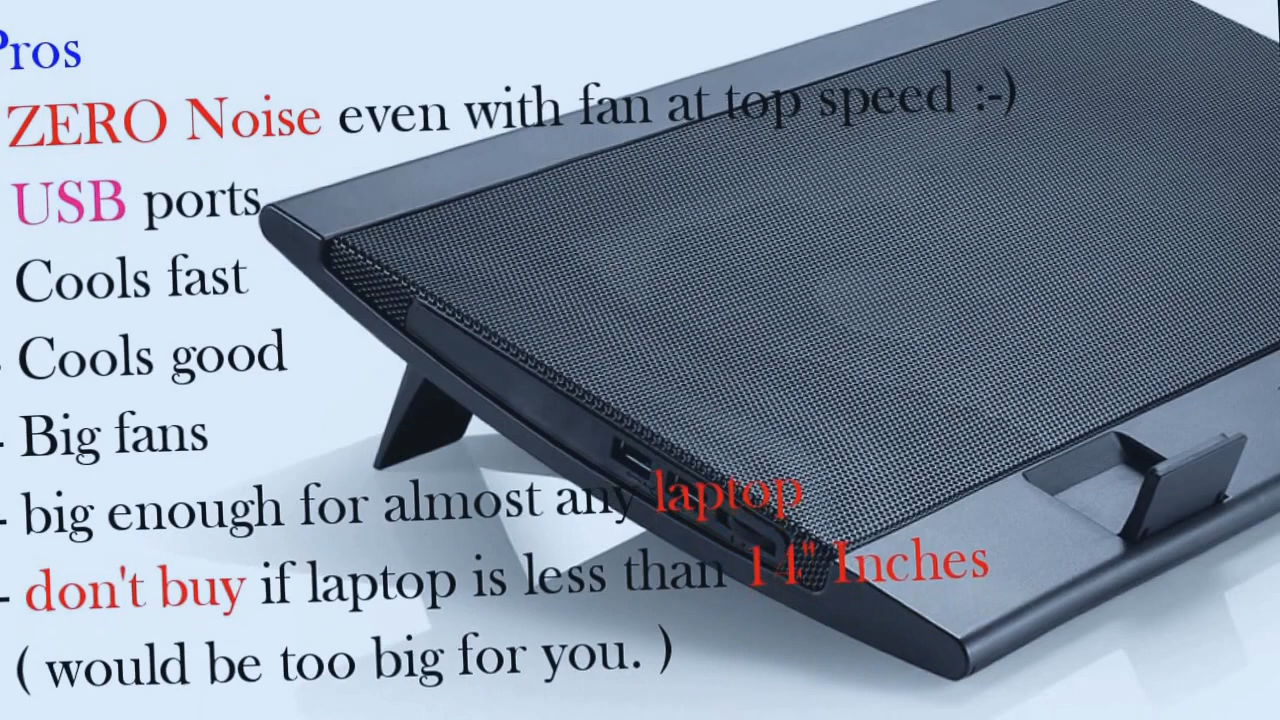 Pros
ZERO Noise even with fan at top speed :-)
USB ports
Cools fast
- Cools good
- Big fans
- big enough for almost any laptop
- don't buy if laptop is less than 14" Inches
( would be too big for you. )